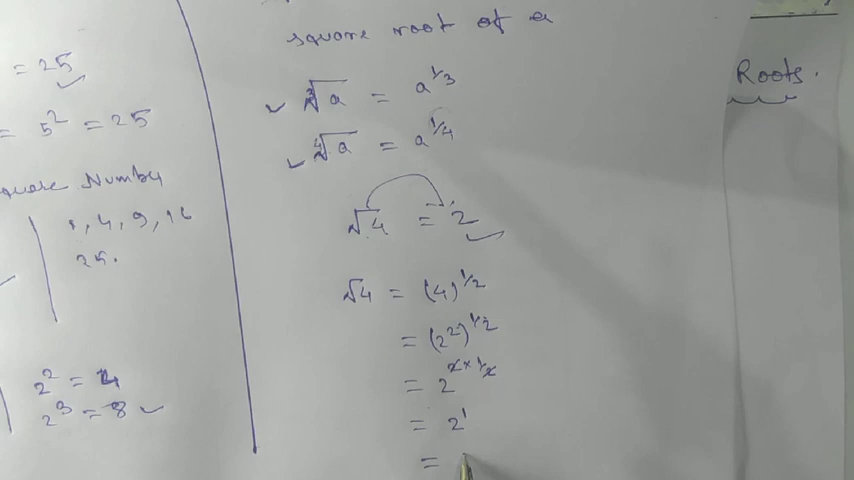 = 25
= 5² = 25
quare Number
1, 4, 9, 16
25.
2² = 4
2³ = 8
square root of a
∛a = a^1/3
∜a = a^1/4
√4 = 2
√4 = (4)^1/2
= (2²)^1/2
= 2^2×1/2
= 2¹
=
Roots.